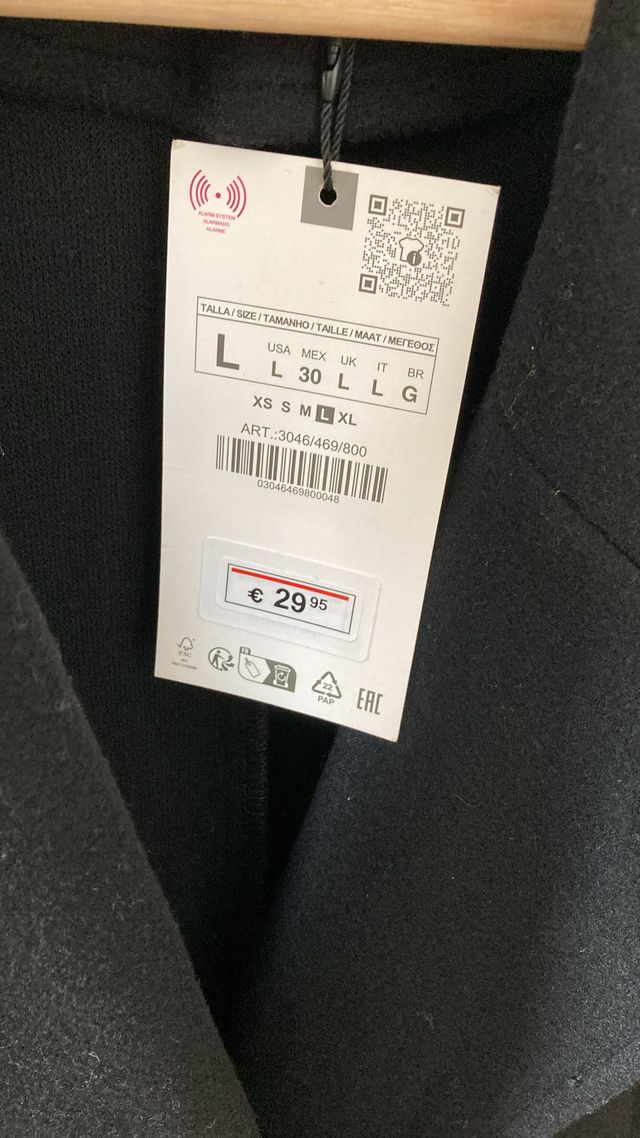 ALARM SYSTEM
ALARMADO
ALARME
TALLA / SIZE / TAMANHO / TAILLE / MAAT / ΜΕΓΕΘΟΣ
L
USA MEX UK IT BR
L 30 L L G
XS S M L XL
ART.:3046/469/800
03046469800048
€ 29 95
FSC
FR
22
PAP
EAC